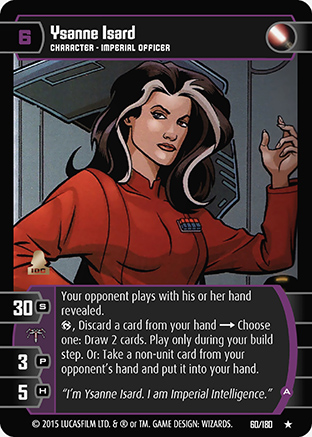 6
Ysanne Isard
CHARACTER - IMPERIAL OFFICER
IDC
30 S
3 P
5 H
Your opponent plays with his or her hand
revealed.
, Discard a card from your hand → Choose
one: Draw 2 cards. Play only during your build
step. Or: Take a non-unit card from your
opponent's hand and put it into your hand.
"I'm Ysanne Isard. I am Imperial Intelligence."
A
© 2015 LUCASFILM LTD. & ® or TM. GAME DESIGN: WIZARDS. 60/180 ★